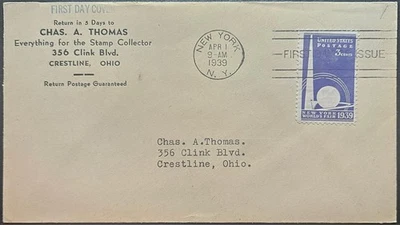 FIRST DAY COVER
Return in 5 Days to
CHAS. A. THOMAS
Everything for the Stamp Collector
356 Clink Blvd.
CRESTLINE, OHIO
Return Postage Guaranteed
NEW YORK
APR 1
9-AM
1939
N.Y.
FIRST DAY ISSUE
UNITED STATES
POSTAGE
3 CENTS
NEW YORK
WORLD'S FAIR 1939
Chas. A.Thomas.
356 Clink Blvd.
Crestline, Ohio.